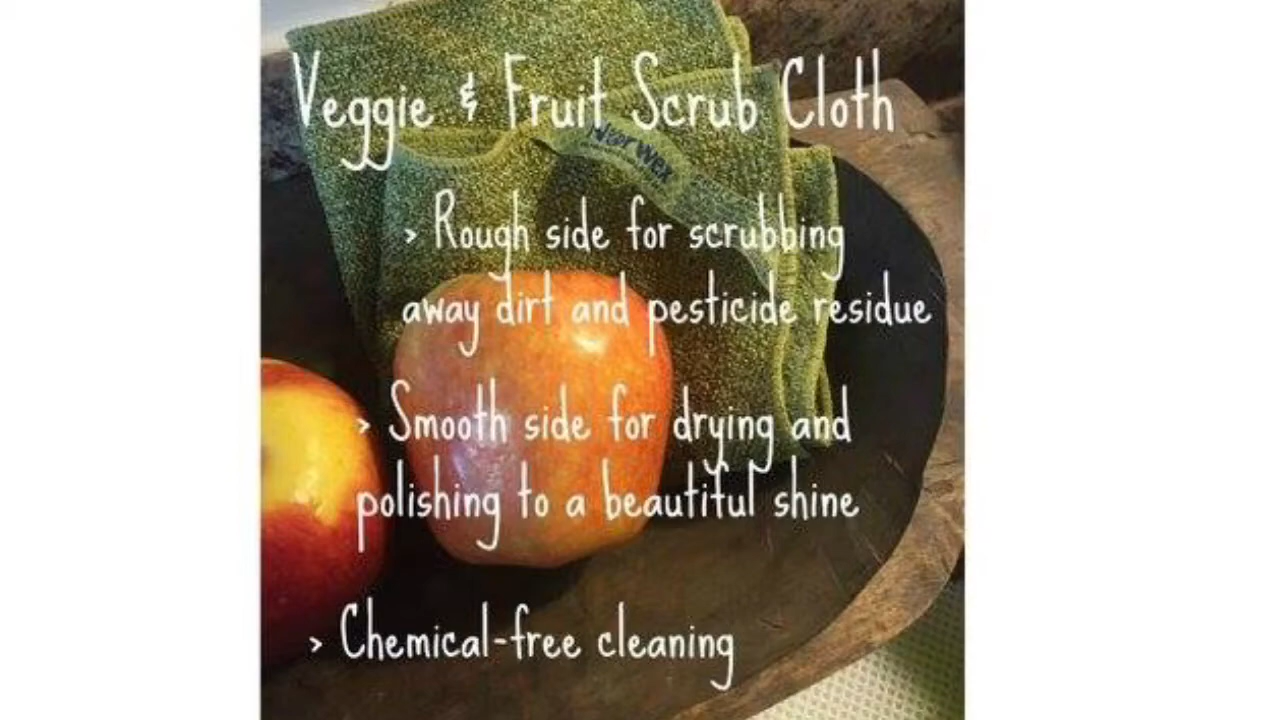 Veggie & Fruit Scrub Cloth
Norwex
> Rough side for scrubbing
away dirt and pesticide residue
> Smooth side for drying and
polishing to a beautiful shine
> Chemical-free cleaning